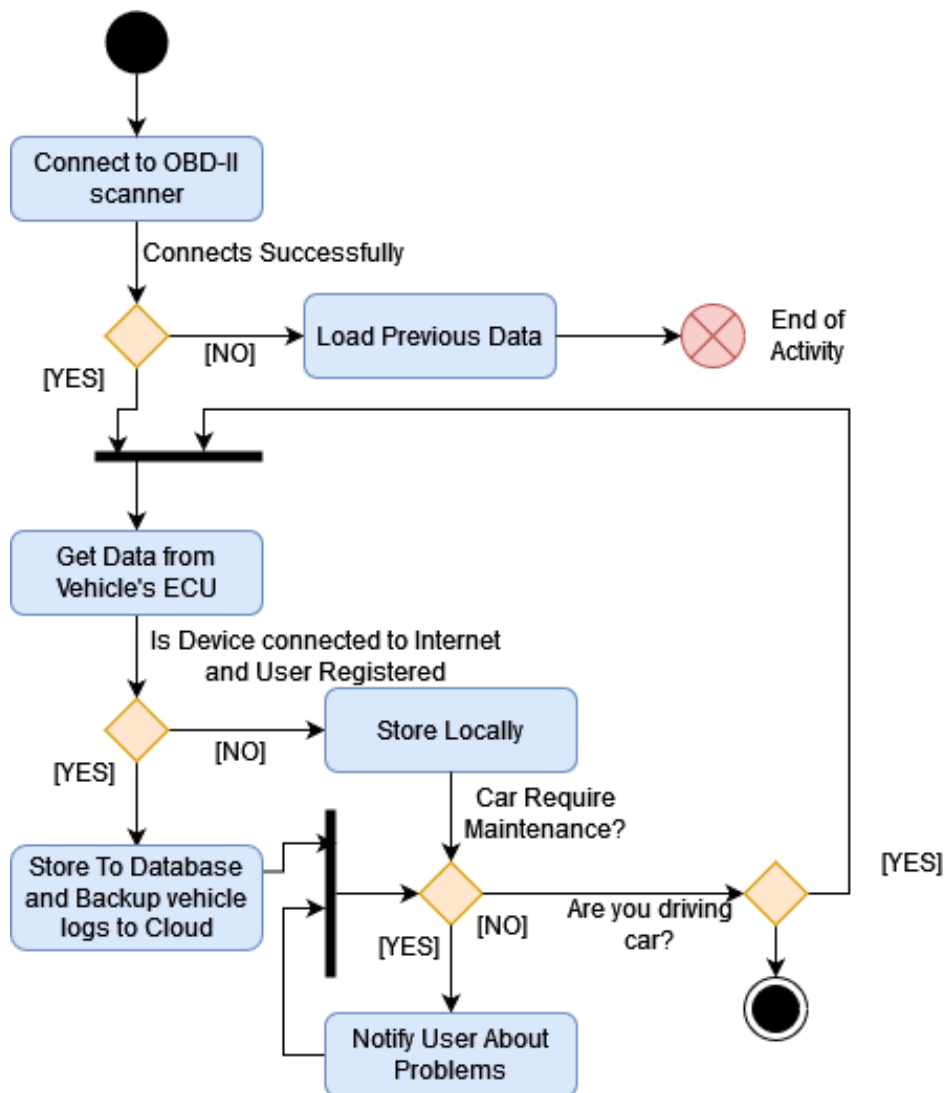 Connect to OBD-II
scanner
Connects Successfully
[NO]
Load Previous Data
End of
Activity
[YES]
Get Data from
Vehicle's ECU
Is Device connected to Internet
and User Registered
[NO]
Store Locally
[YES]
Car Require
Maintenance?
Store To Database
and Backup vehicle
logs to Cloud
[YES]
[NO]
Are you driving
car?
[YES]
Notify User About
Problems